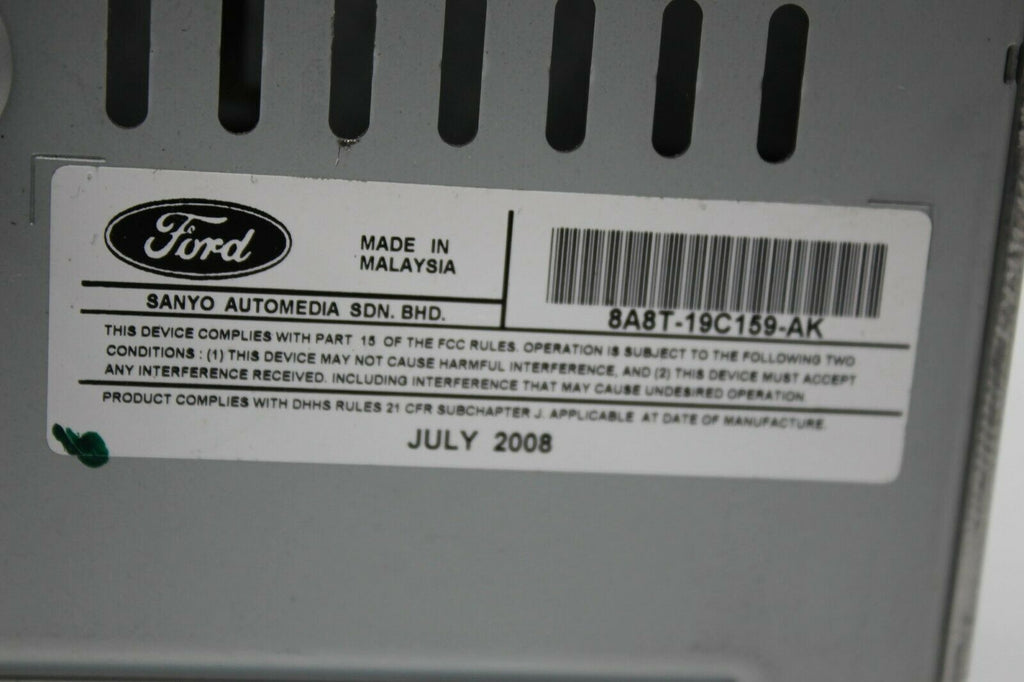 Ford
MADE IN
MALAYSIA
SANYO AUTOMEDIA SDN. BHD.
8A8T-19C159-AK
THIS DEVICE COMPLIES WITH PART 15 OF THE FCC RULES. OPERATION IS SUBJECT TO THE FOLLOWING TWO
CONDITIONS : (1) THIS DEVICE MAY NOT CAUSE HARMFUL INTERFERENCE, AND (2) THIS DEVICE MUST ACCEPT
ANY INTERFERENCE RECEIVED. INCLUDING INTERFERENCE THAT MAY CAUSE UNDESIRED OPERATION
PRODUCT COMPLIES WITH DHHS RULES 21 CFR SUBCHAPTER J. APPLICABLE AT DATE OF MANUFACTURE.
JULY 2008